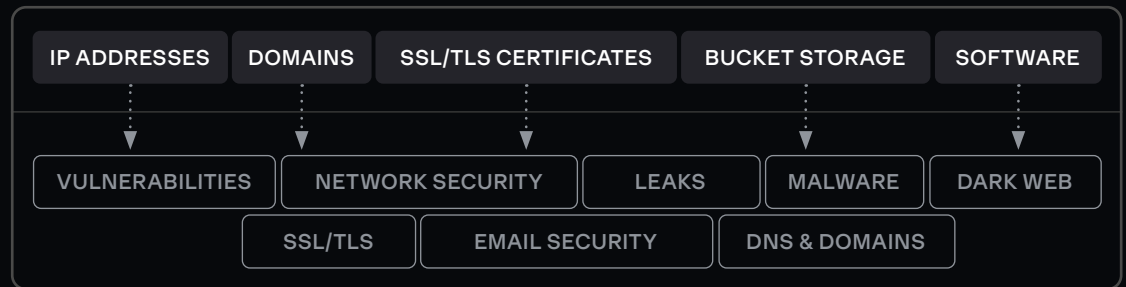 IP ADDRESSES DOMAINS SSL/TLS CERTIFICATES BUCKET STORAGE SOFTWARE
VULNERABILITIES NETWORK SECURITY LEAKS MALWARE DARK WEB
SSL/TLS EMAIL SECURITY DNS & DOMAINS